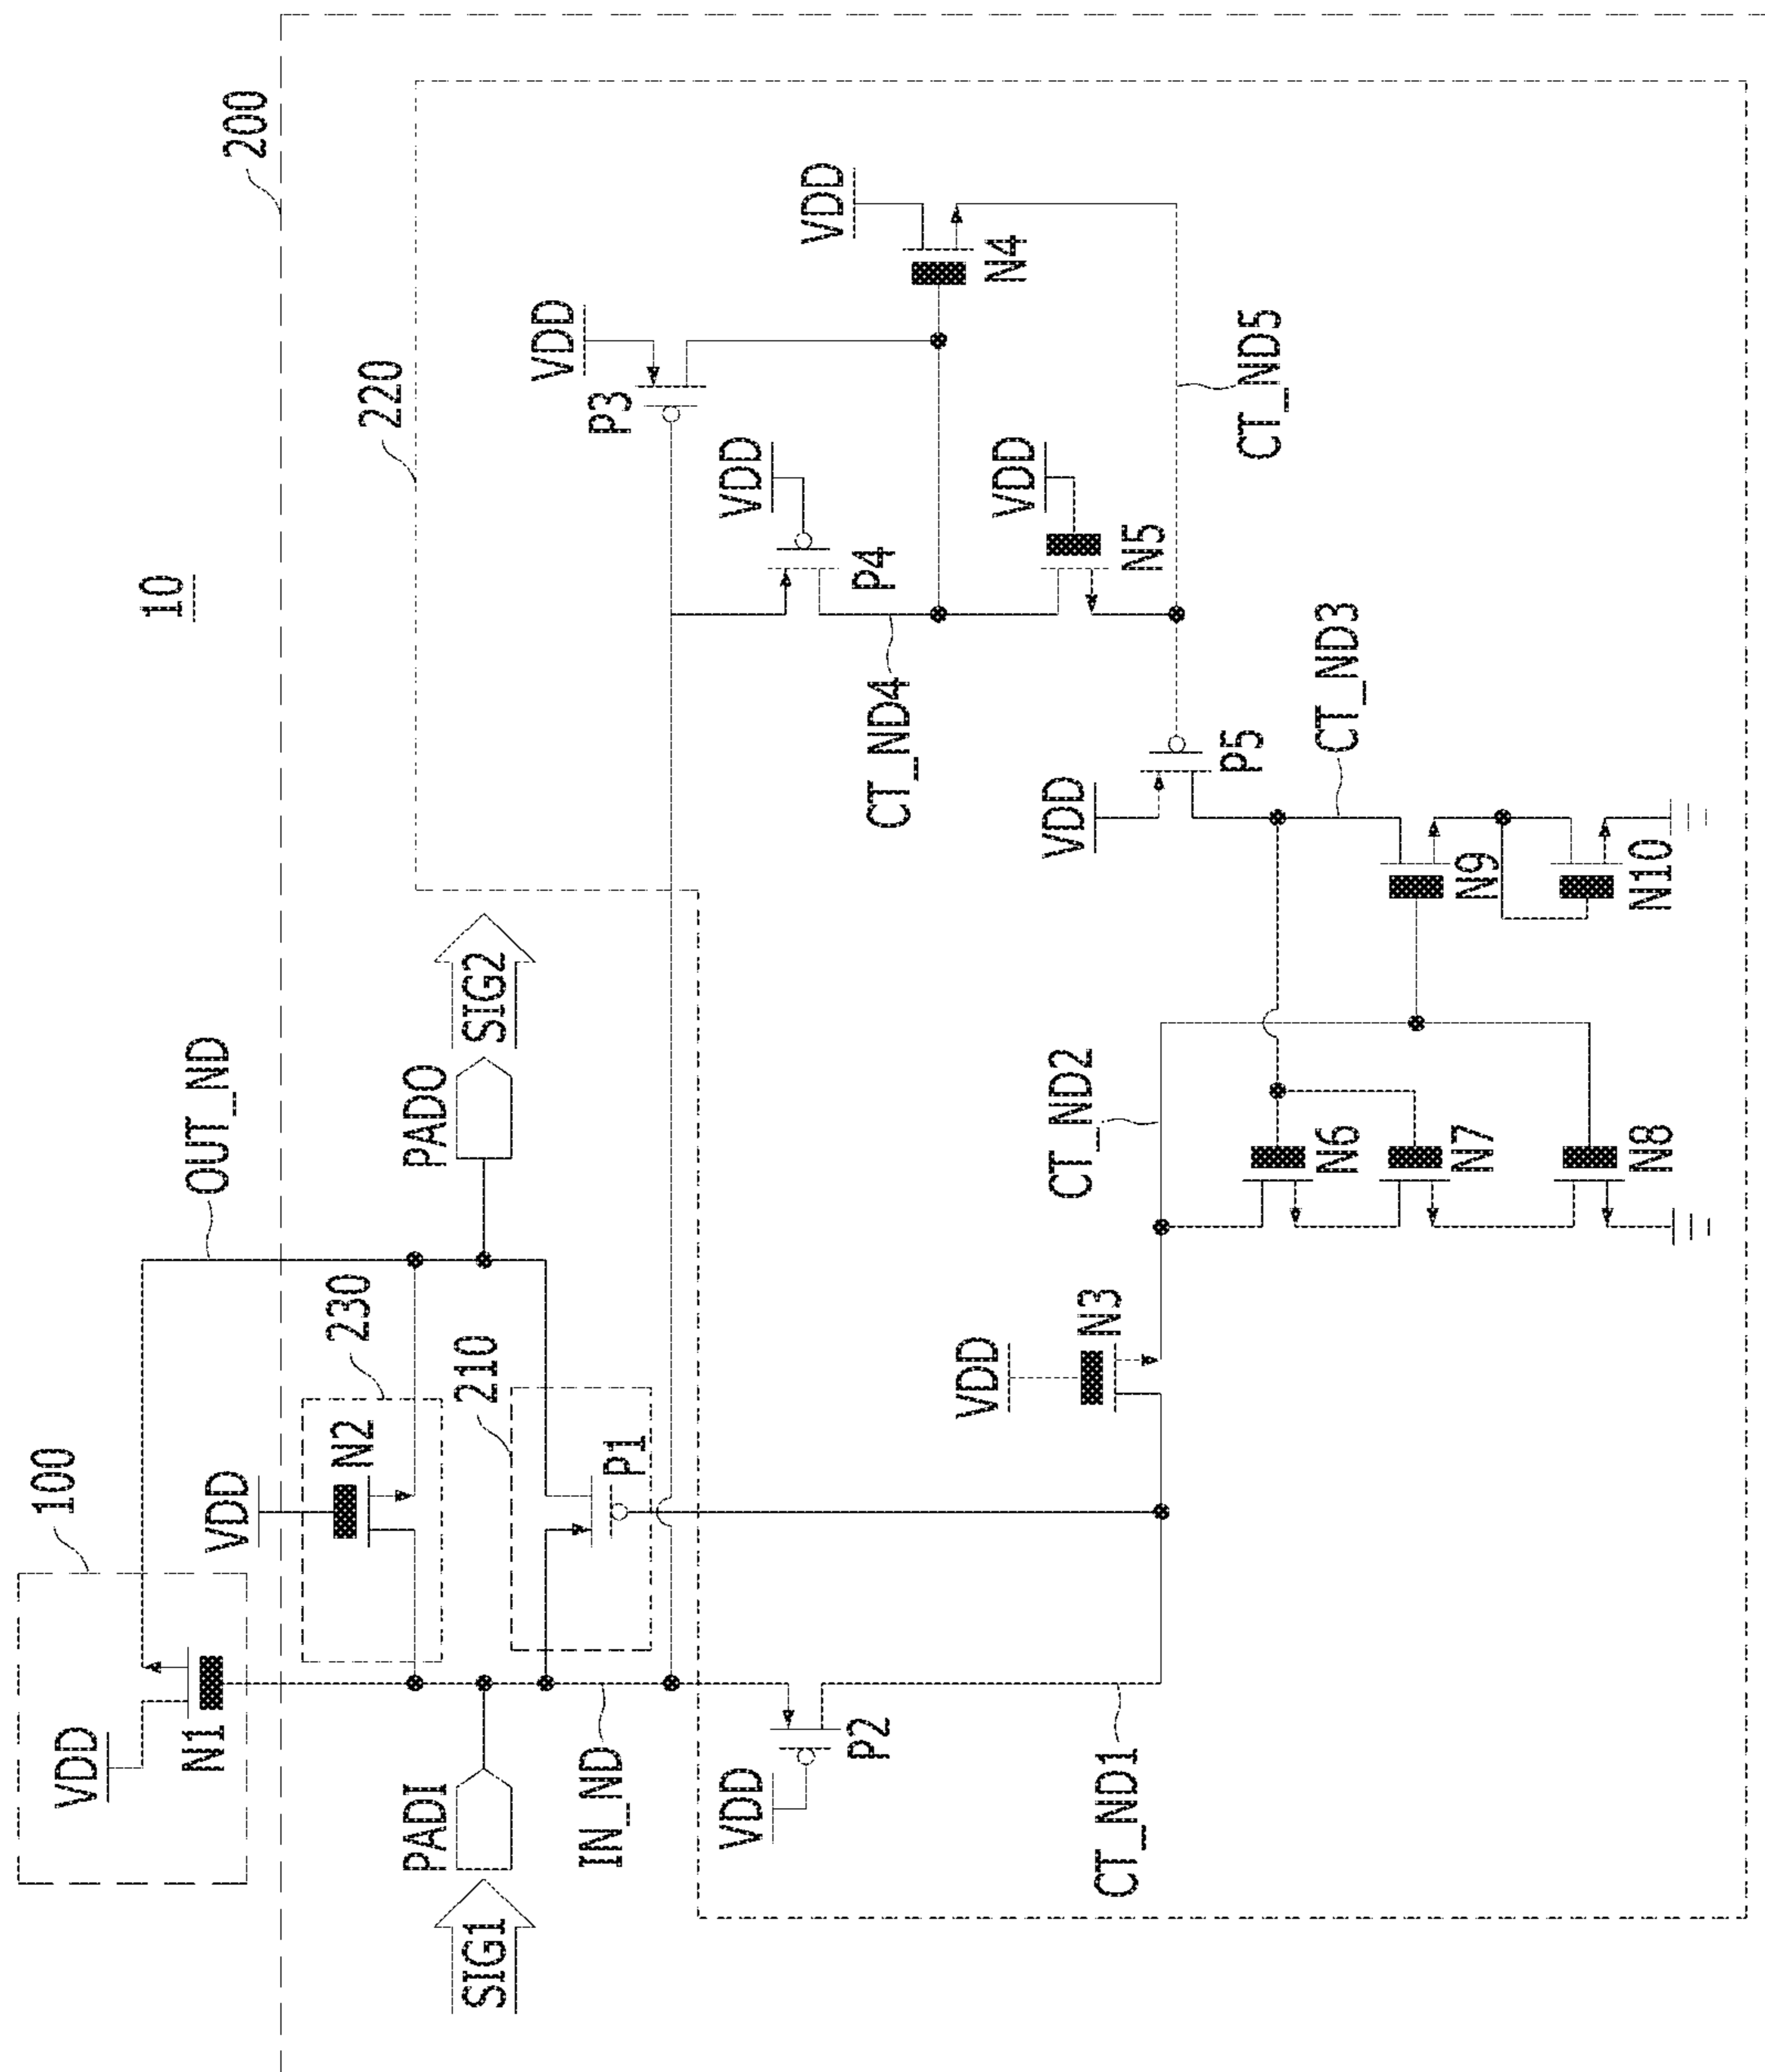 10
100
VDD
N1
OUT_ND
200
VDD
N2
230
PADI
SIG1
PADO
SIG2
210
P1
IN_ND
220
VDD
P2
CT_ND1
VDD
P3
VDD
P4
CT_ND4
VDD
N4
VDD
N5
CT_ND5
VDD
N3
CT_ND2
VDD
P5
CT_ND3
N6
N7
N8
N9
N10